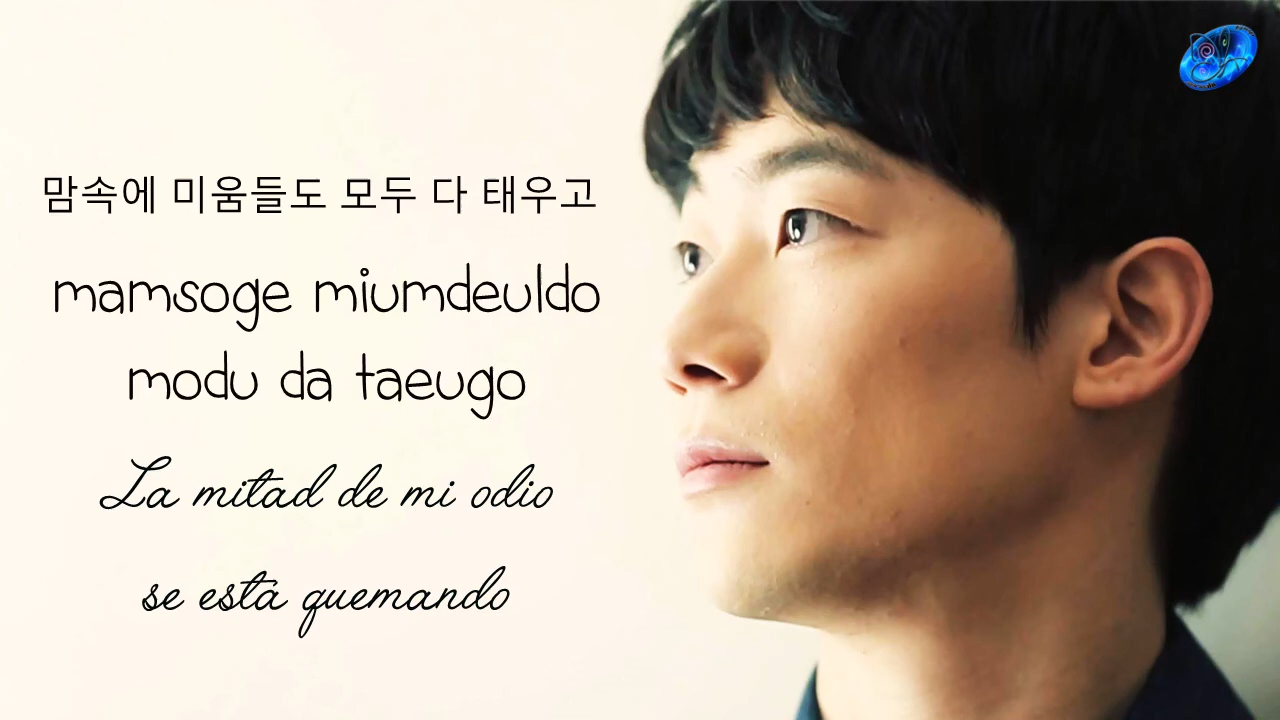 맘속에 미움들도 모두 다 태우고
mamsoge miumdeuldo
modu da taeugo
La mitad de mi odio
se está quemando